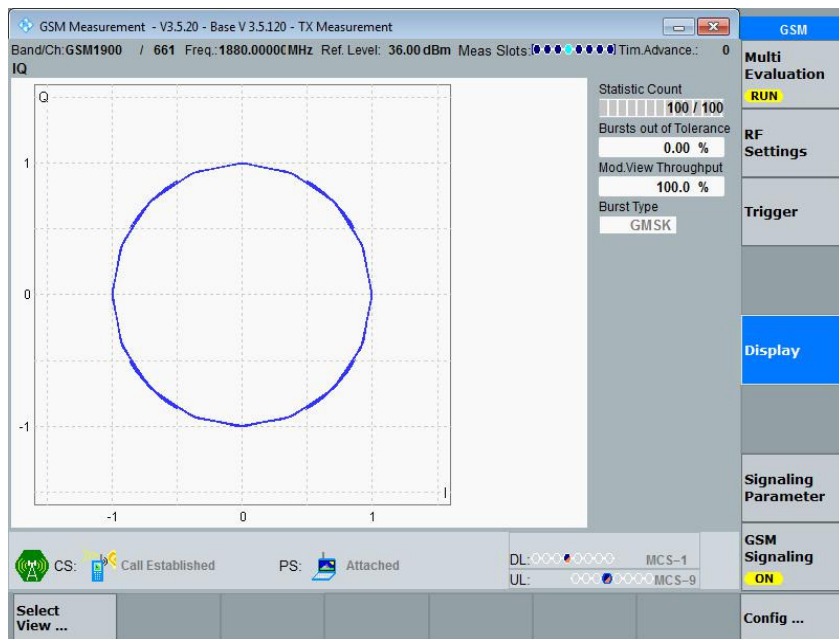 GSM Measurement - V3.5.20 - Base V 3.5.120 - TX Measurement
GSM
Band/Ch:GSM1900 / 661 Freq.:1880.0000 MHz Ref. Level: 36.00 dBm Meas Slots: Tim.Advance.: 0
IQ
Multi
Evaluation
RUN
Statistic Count
100 / 100
Bursts out of Tolerance
0.00 %
Mod.View Throughput
100.0 %
Burst Type
GMSK
RF
Settings
Trigger
Display
Q
1
0
-1
I
-1 0 1
Signaling
Parameter
GSM
Signaling
ON
CS: Call Established PS: Attached
DL: MCS-1
UL: MCS-9
Select
View ...
Config ...